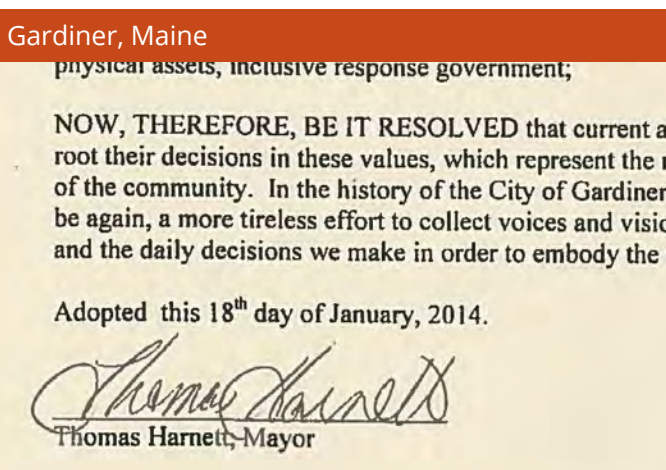 Gardiner, Maine
physical assets, inclusive response government;
NOW, THEREFORE, BE IT RESOLVED that current a
root their decisions in these values, which represent the
of the community. In the history of the City of Gardiner
be again, a more tireless effort to collect voices and visio
and the daily decisions we make in order to embody the
Adopted this 18th day of January, 2014.
Thomas Harnett
Thomas Harnett, Mayor